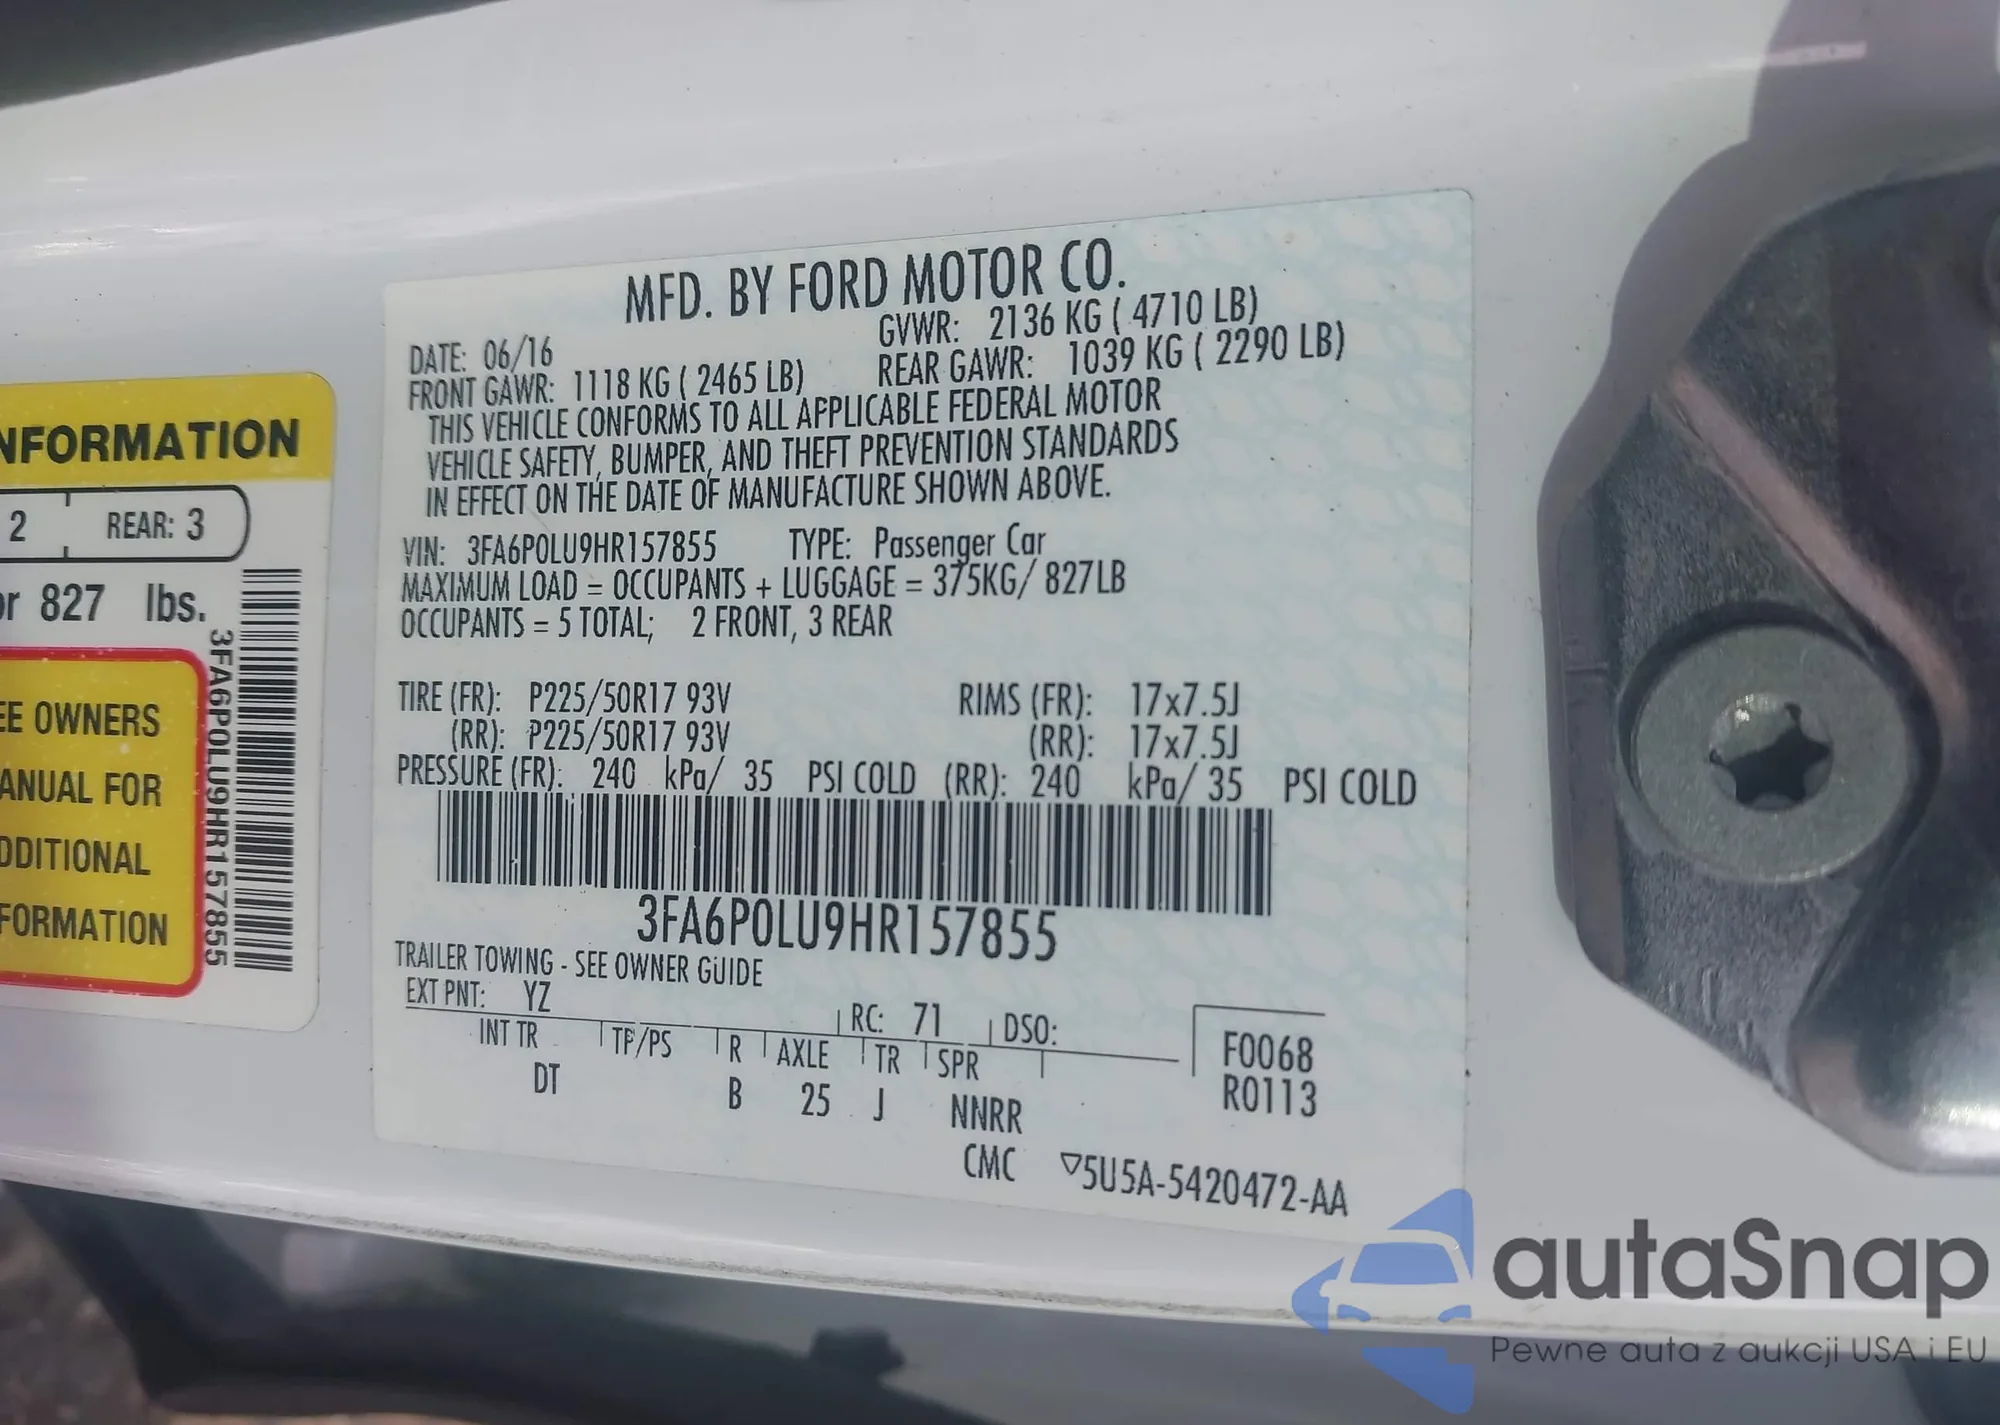 NFORMATION
2 REAR: 3
or 827 lbs.
EE OWNERS
ANUAL FOR
DDITIONAL
FORMATION
3FA6P0LU9HR157855
MFD. BY FORD MOTOR CO.
DATE: 06/16 GVWR: 2136 KG ( 4710 LB)
FRONT GAWR: 1118 KG ( 2465 LB) REAR GAWR: 1039 KG ( 2290 LB)
THIS VEHICLE CONFORMS TO ALL APPLICABLE FEDERAL MOTOR
VEHICLE SAFETY, BUMPER, AND THEFT PREVENTION STANDARDS
IN EFFECT ON THE DATE OF MANUFACTURE SHOWN ABOVE.
VIN: 3FA6P0LU9HR157855 TYPE: Passenger Car
MAXIMUM LOAD = OCCUPANTS + LUGGAGE = 375KG/ 827LB
OCCUPANTS = 5 TOTAL; 2 FRONT, 3 REAR
TIRE (FR): P225/50R17 93V RIMS (FR): 17x7.5J
(RR): P225/50R17 93V (RR): 17x7.5J
PRESSURE (FR): 240 kPa/ 35 PSI COLD (RR): 240 kPa/ 35 PSI COLD
3FA6P0LU9HR157855
TRAILER TOWING - SEE OWNER GUIDE
EXT PNT: YZ RC: 71 DSO:
INT TR TP/PS R AXLE TR SPR F0068
DT B 25 J NNRR R0113
CMC 5U5A-5420472-AA
autaSnap
Pewne auta z aukcji USA i EU